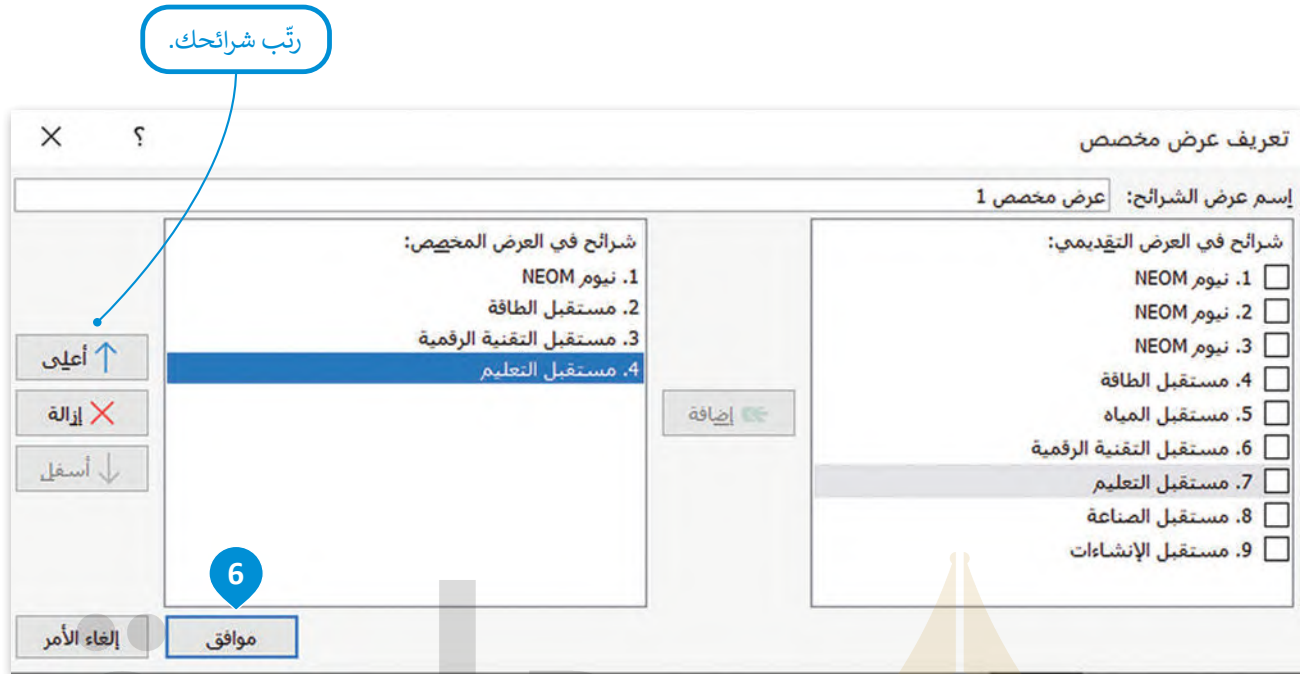 رتّب شرائحك.
تعريف عرض مخصص
؟
إسم عرض الشرائح: عرض مخصص 1
شرائح في العرض التقديمي:
1. نيوم NEOM
2. نيوم NEOM
3. نيوم NEOM
4. مستقبل الطاقة
5. مستقبل المياه
6. مستقبل التقنية الرقمية
7. مستقبل التعليم
8. مستقبل الصناعة
9. مستقبل الإنشاءات
إضافة
شرائح في العرض المخصص:
1. نيوم NEOM
2. مستقبل الطاقة
3. مستقبل التقنية الرقمية
4. مستقبل التعليم
أعلى
إزالة
أسفل
6
موافق
إلغاء الأمر